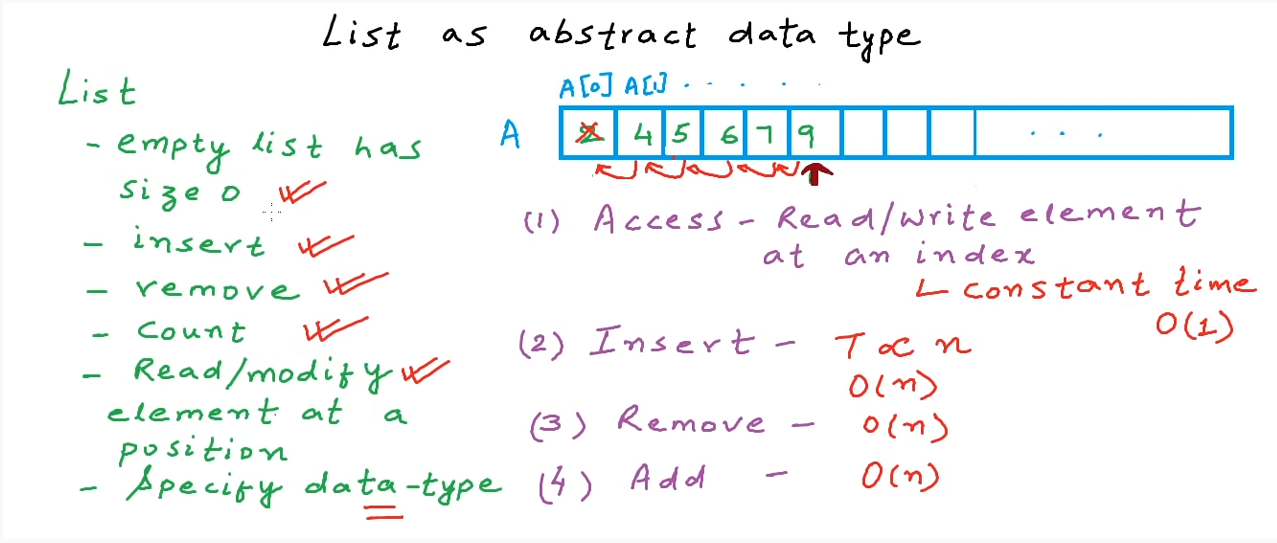 List as abstract data type
List
- empty list has
size 0
- insert
- remove
- count
- Read/modify
element at a
position
- Specify data-type
A[0] A[1] . . . .
A 2 4 5 6 7 9 . . .
(1) Access - Read/Write element
at an index
∟ constant time
O(1)
(2) Insert - T ∝ n
O(n)
(3) Remove - O(n)
(4) Add - O(n)